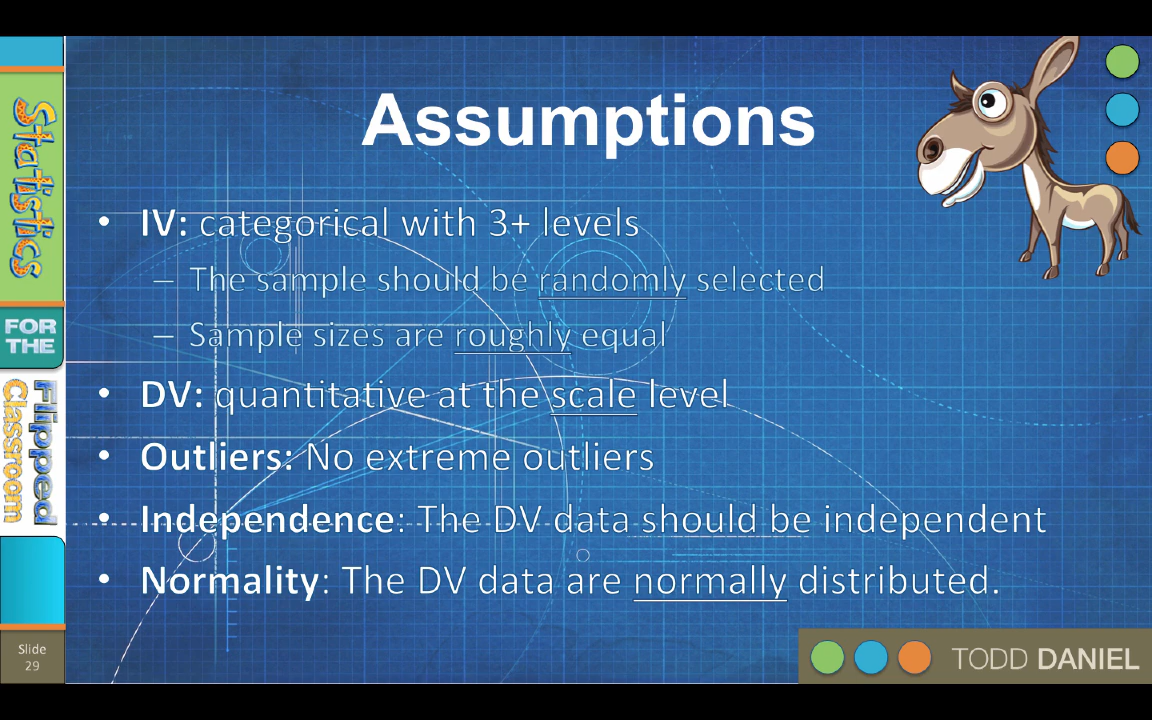 Assumptions
• IV: categorical with 3+ levels
– The sample should be randomly selected
– Sample sizes are roughly equal
• DV: quantitative at the scale level
• Outliers: No extreme outliers
• Independence: The DV data should be independent
• Normality: The DV data are normally distributed.
Statistics
FOR
THE
Flipped
Classroom
Slide
29
TODD DANIEL